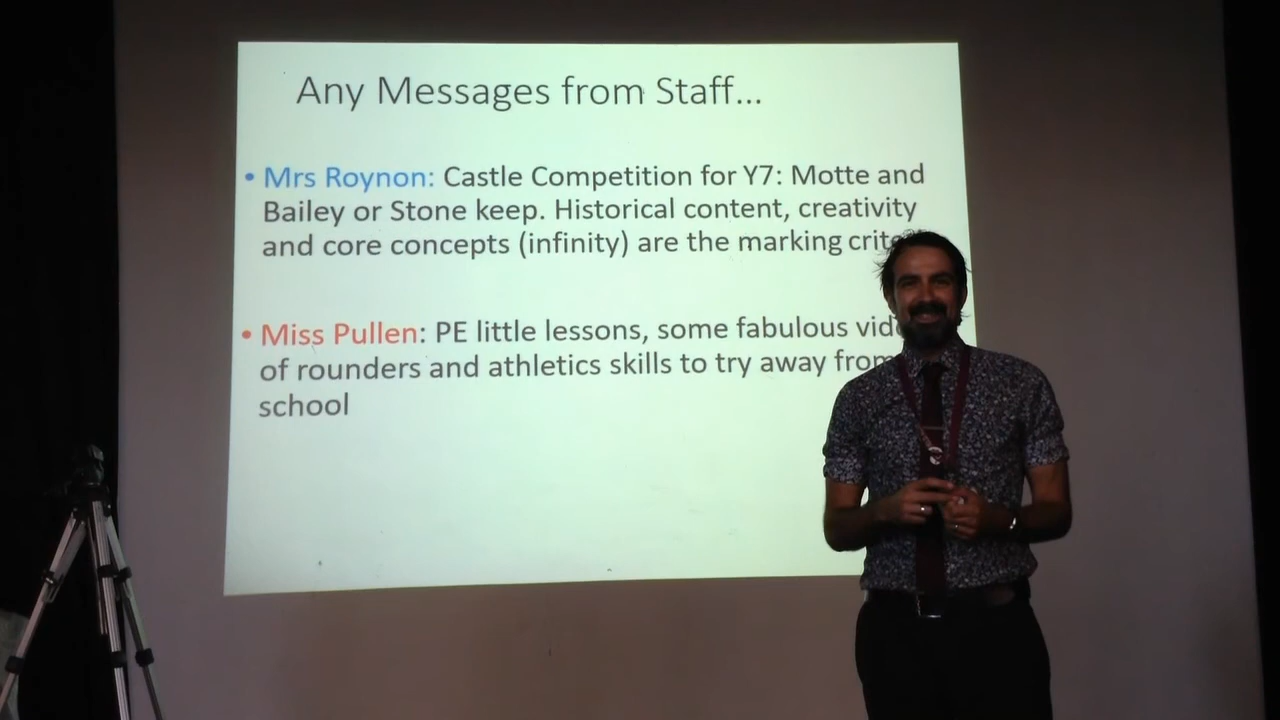 Any Messages from Staff...
• Mrs Roynon: Castle Competition for Y7: Motte and
Bailey or Stone keep. Historical content, creativity
and core concepts (infinity) are the marking
• Miss Pullen: PE little lessons, some fabulous
of rounders and athletics skills to try away from
school